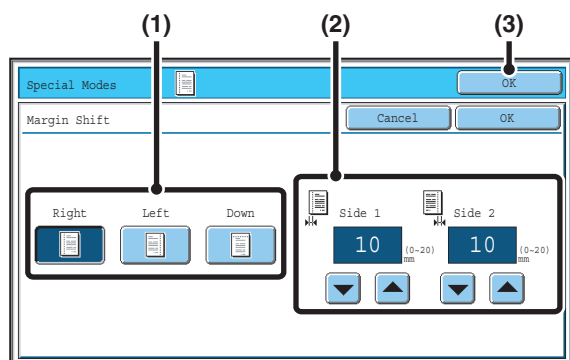 (1) (2) (3)
Special Modes OK
Margin Shift Cancel OK
Right Left Down
Side 1 Side 2
10 (0~20) mm 10 (0~20) mm